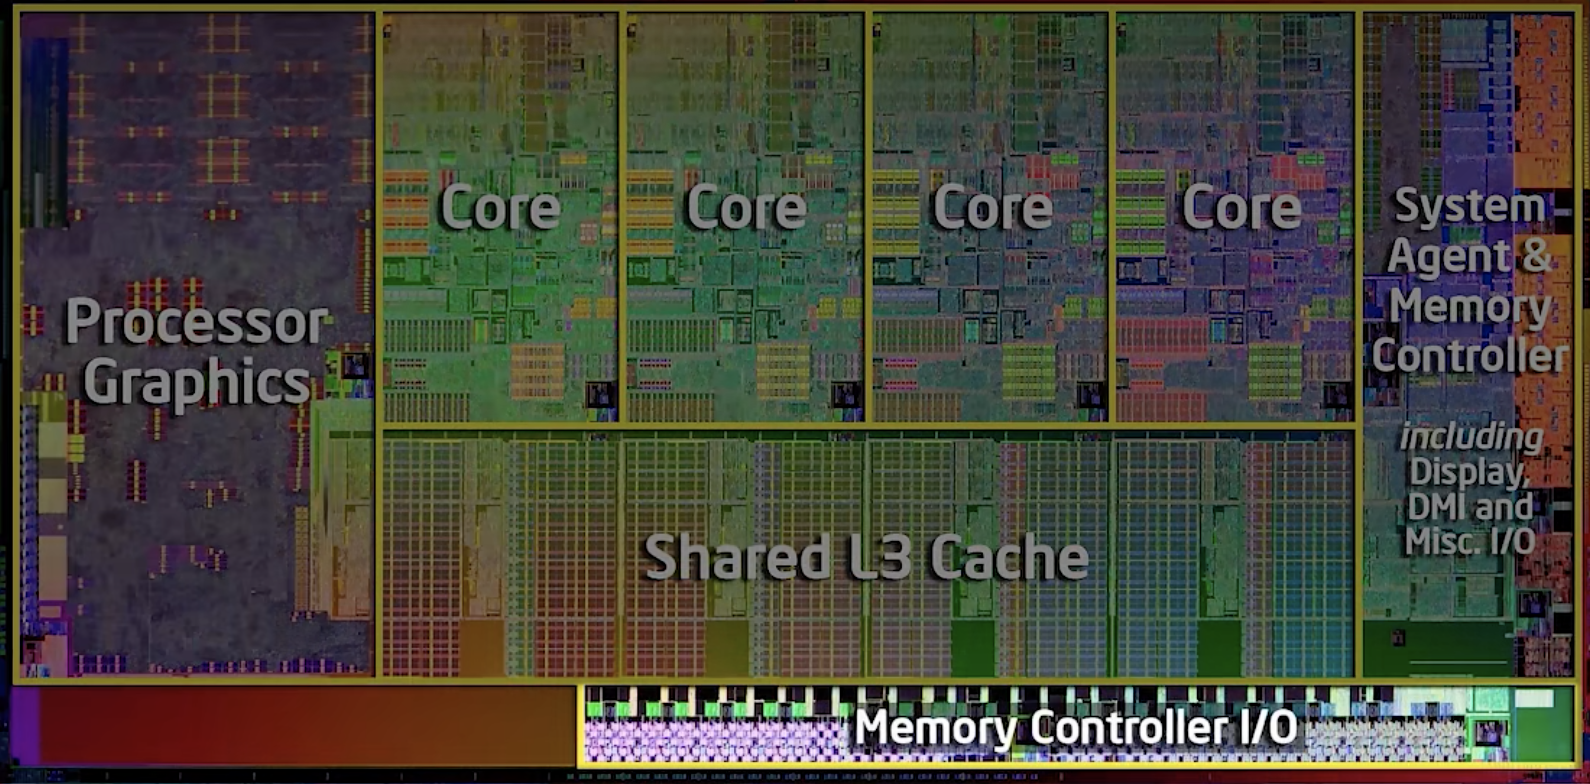 Processor
Graphics
Core
Core
Core
Core
System
Agent &
Memory
Controller
including
Display,
DMI and
Misc. I/O
Shared L3 Cache
Memory Controller I/O